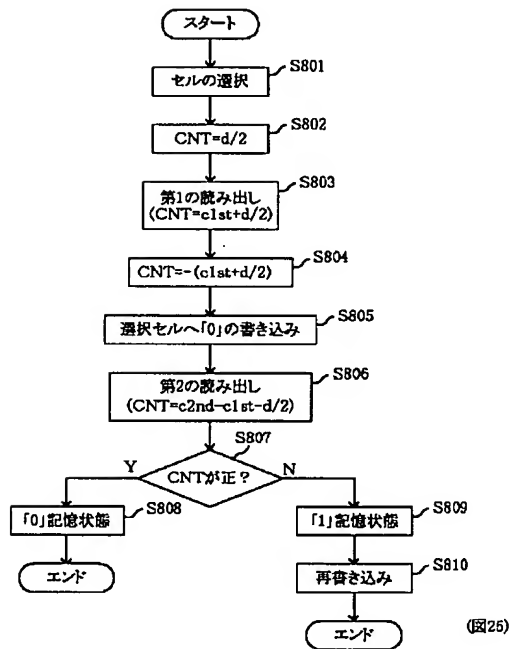 スタート
S801
セルの選択
S802
CNT=d/2
S803
第1の読み出し
(CNT=c1st+d/2)
S804
CNT=-(c1st+d/2)
S805
選択セルへ「0」の書き込み
S806
第2の読み出し
(CNT=c2nd-c1st-d/2)
S807
Y
CNTが正?
N
S808
「0」記憶状態
S809
「1」記憶状態
エンド
S810
再書き込み
エンド
(図25)